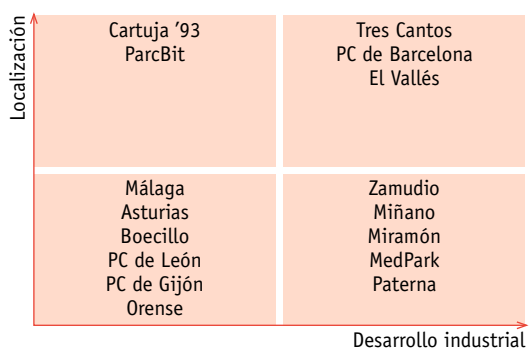 Localización
Cartuja ’93
ParcBit
Tres Cantos
PC de Barcelona
El Vallés
Málaga
Asturias
Boecillo
PC de León
PC de Gijón
Orense
Zamudio
Miñano
Miramón
MedPark
Paterna
Desarrollo industrial